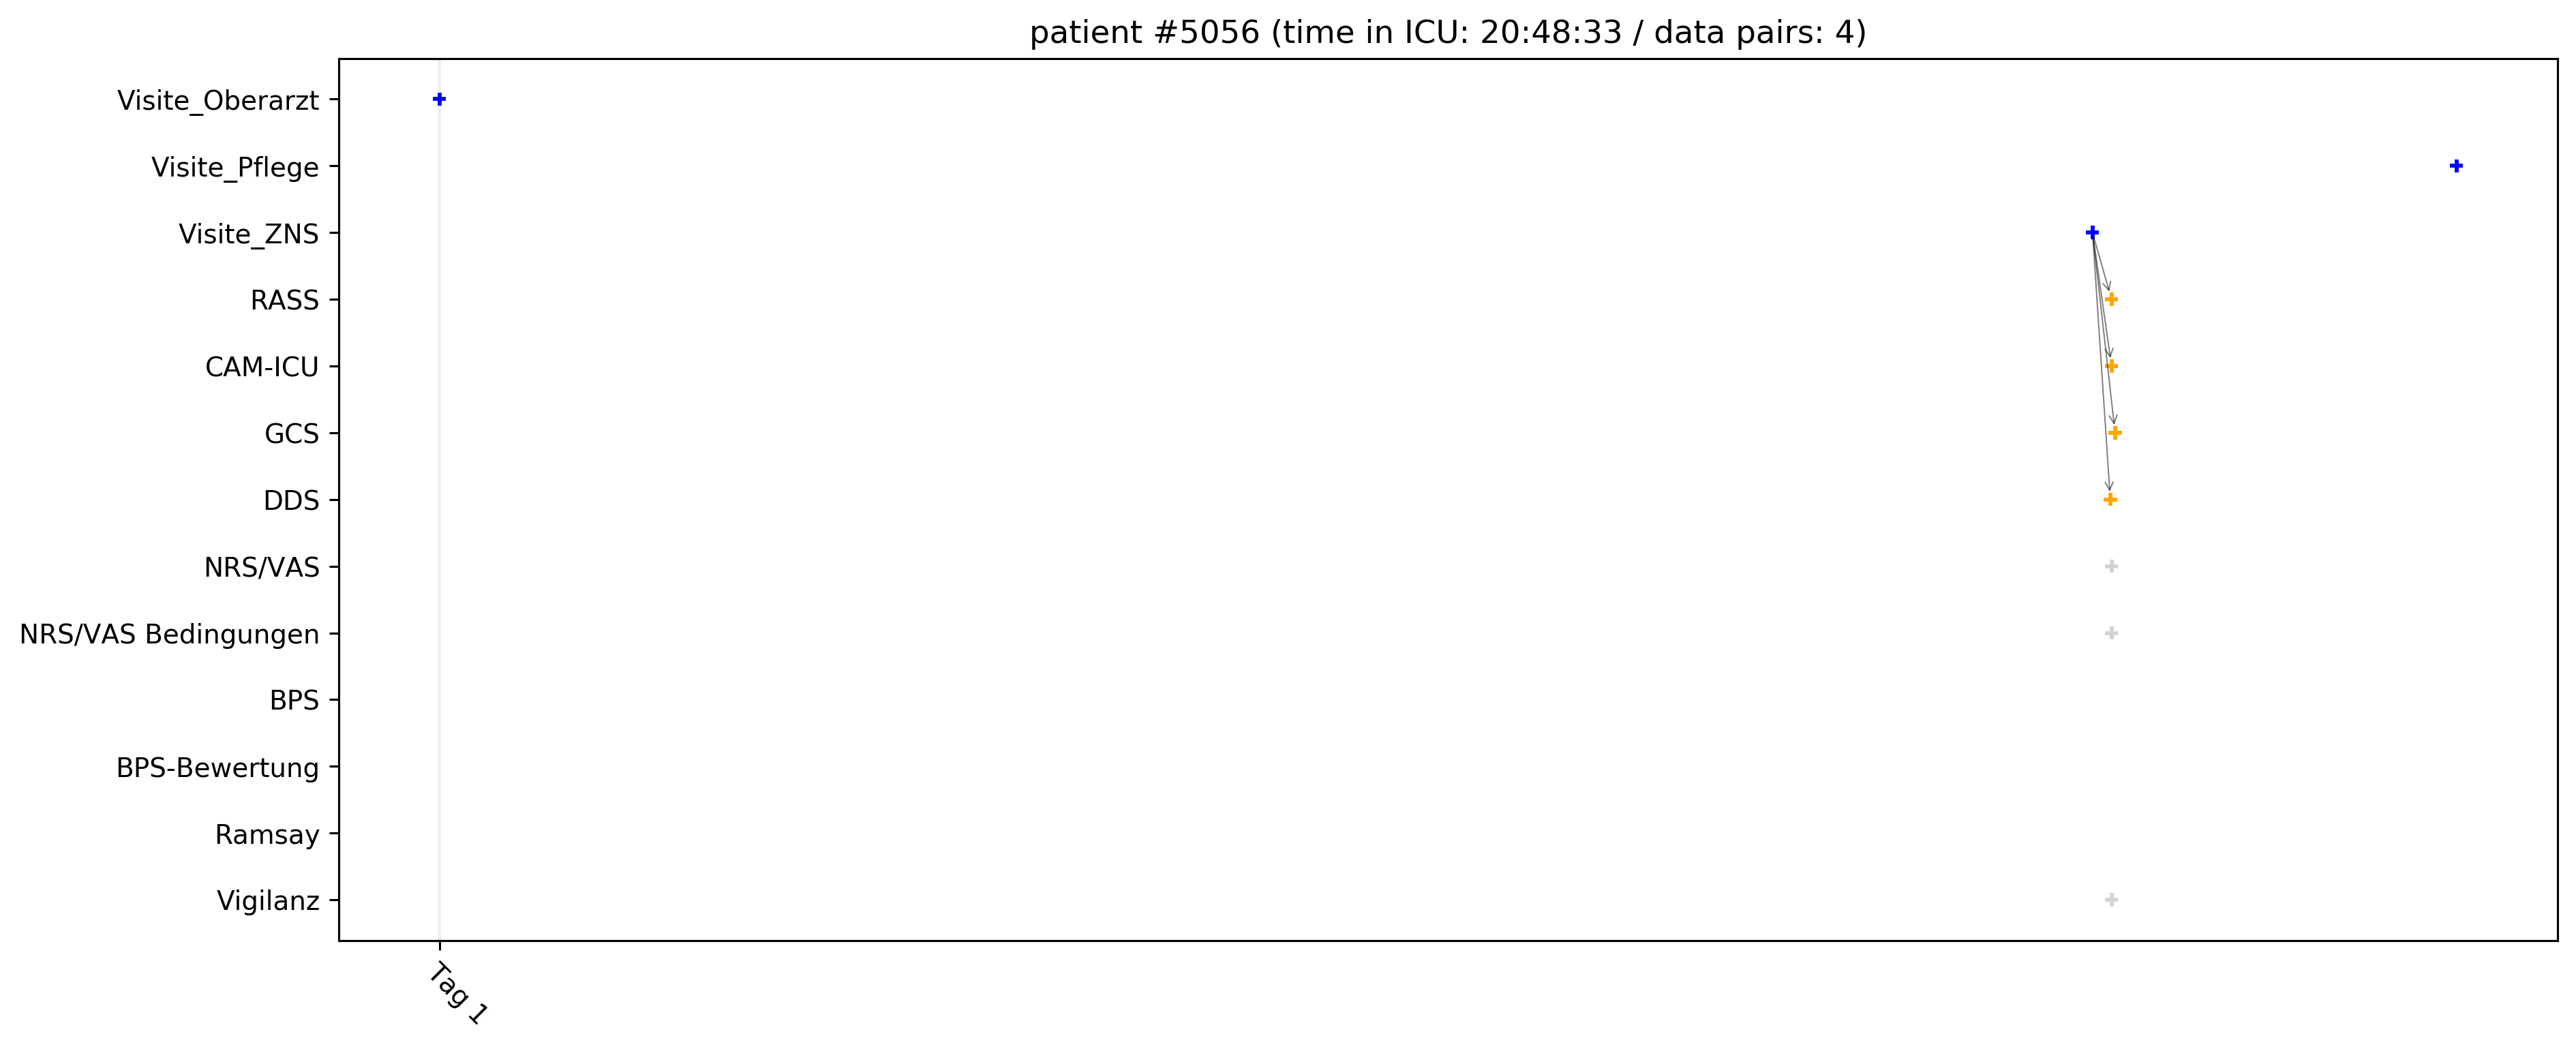 patient #5056 (time in ICU: 20:48:33 / data pairs: 4)
Visite_Oberarzt
Visite_Pflege
Visite_ZNS
RASS
CAM-ICU
GCS
DDS
NRS/VAS
NRS/VAS Bedingungen
BPS
BPS-Bewertung
Ramsay
Vigilanz
Tag 1